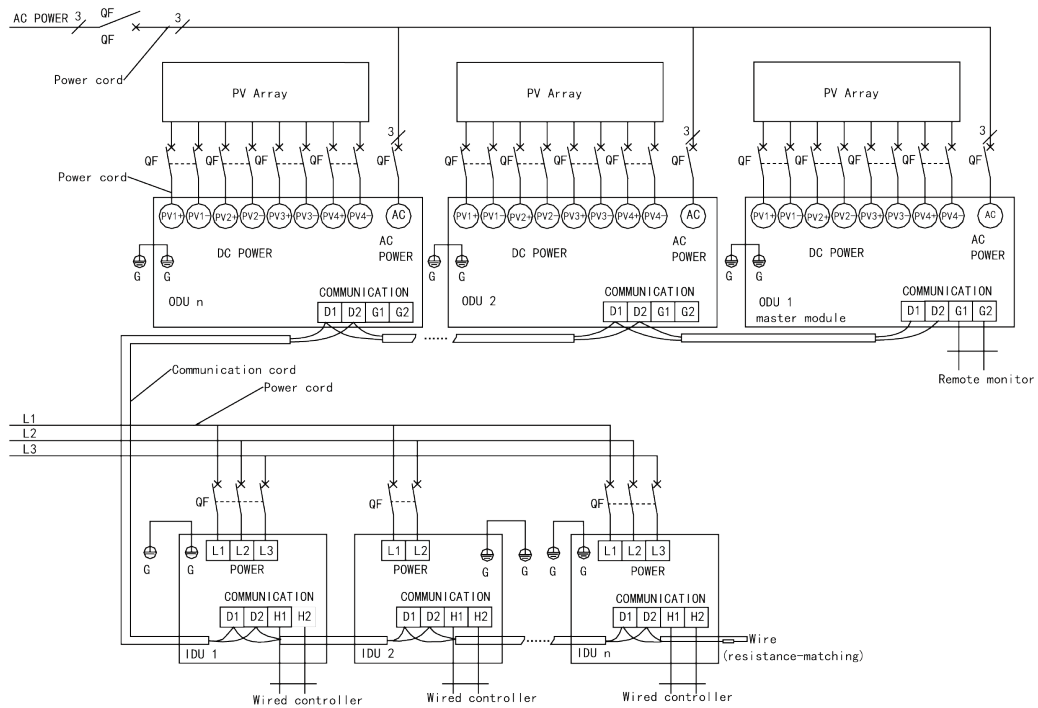 AC POWER 3 QF 3
QF
Power cord
PV Array PV Array PV Array
3 3 3
QF QF QF QF QF QF QF QF QF QF QF QF QF QF QF
Power cord
PV1+ PV1- PV2+ PV2- PV3+ PV3- PV4+ PV4- AC PV1+ PV1- PV2+ PV2- PV3+ PV3- PV4+ PV4- AC PV1+ PV1- PV2+ PV2- PV3+ PV3- PV4+ PV4- AC
DC POWER AC POWER DC POWER AC POWER DC POWER AC POWER
G G G G G G
COMMUNICATION COMMUNICATION COMMUNICATION
ODU n D1 D2 G1 G2 ODU 2 D1 D2 G1 G2 ODU 1 D1 D2 G1 G2
master module
Remote monitor
Communication cord
Power cord
L1
L2
L3
QF QF QF
L1 L2 L3 L1 L2 L1 L2 L3
G G POWER POWER G G G G POWER
COMMUNICATION COMMUNICATION COMMUNICATION
D1 D2 H1 H2 D1 D2 H1 H2 D1 D2 H1 H2
Wire
IDU 1 IDU 2 IDU n (resistance-matching)
Wired controller Wired controller Wired controller